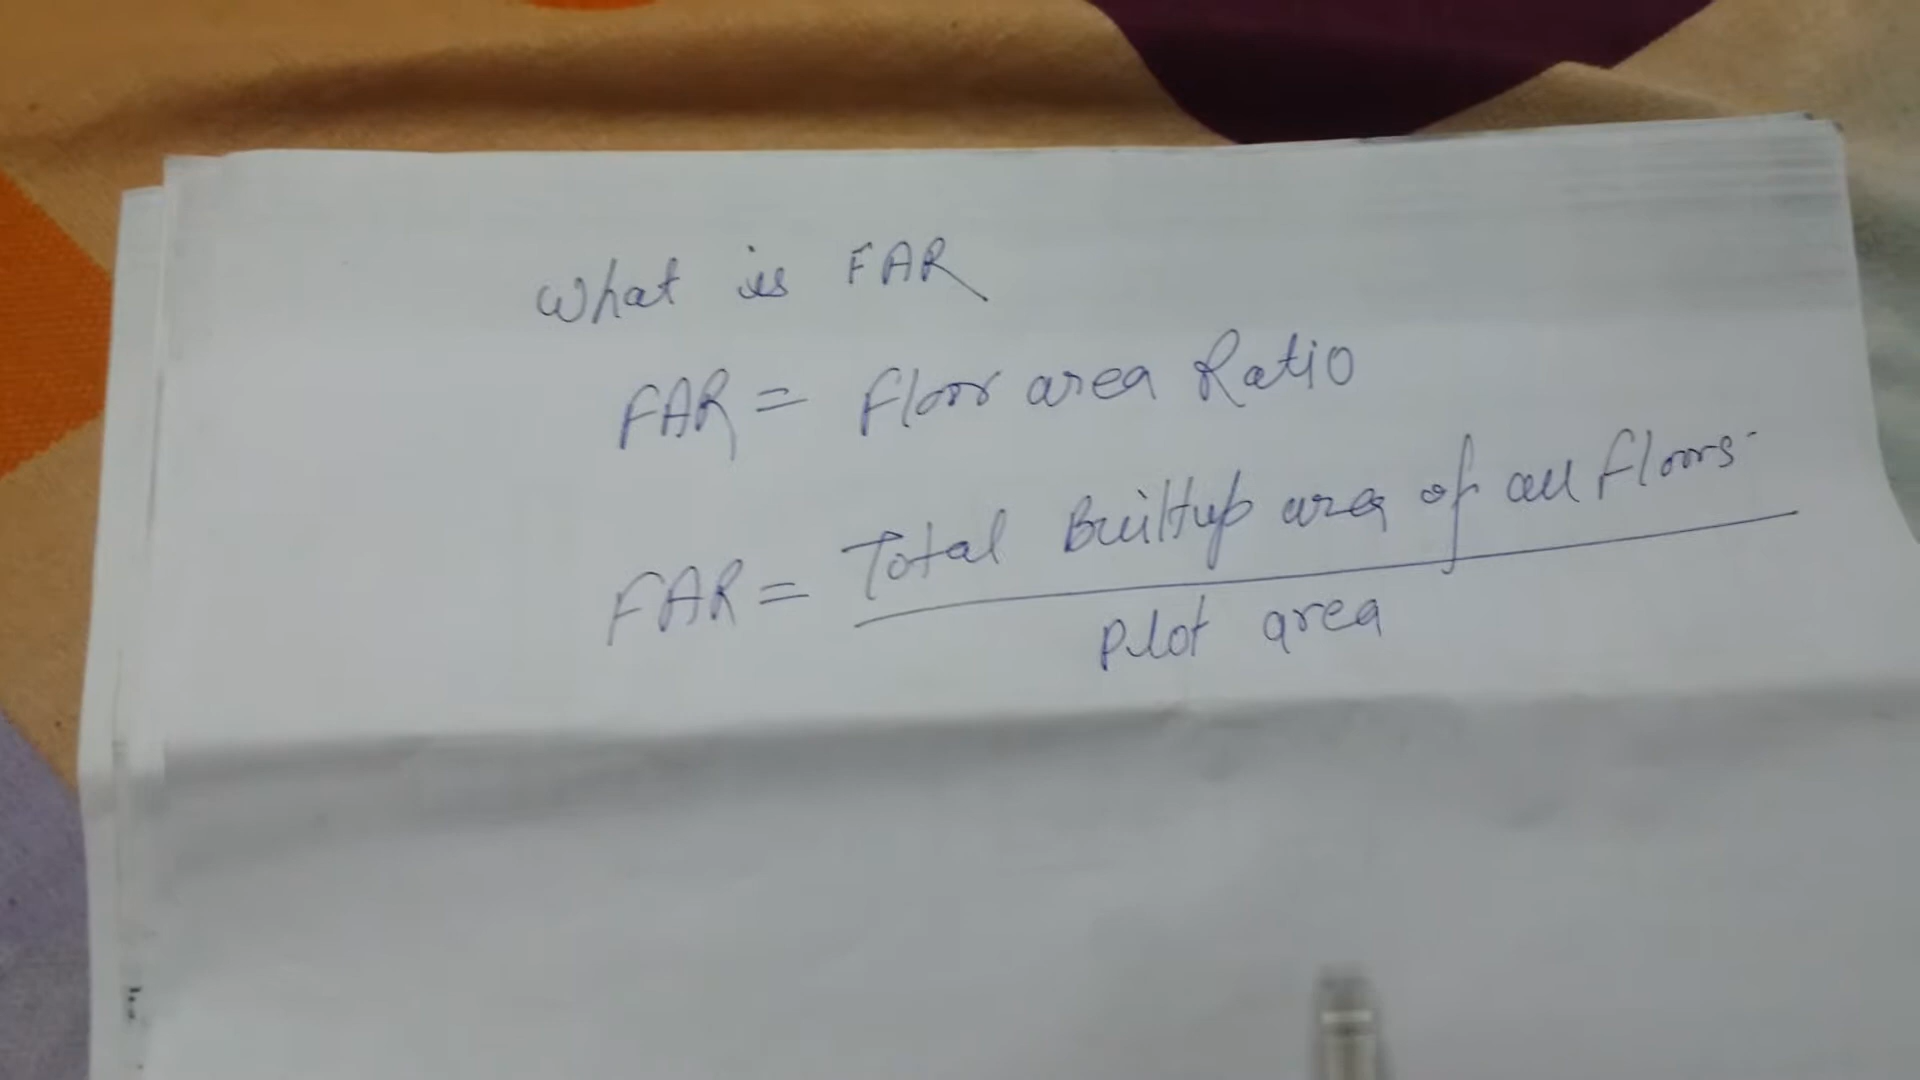 What is FAR
FAR = Floor area Ratio
FAR = Total Builtup area of all floors
Plot area